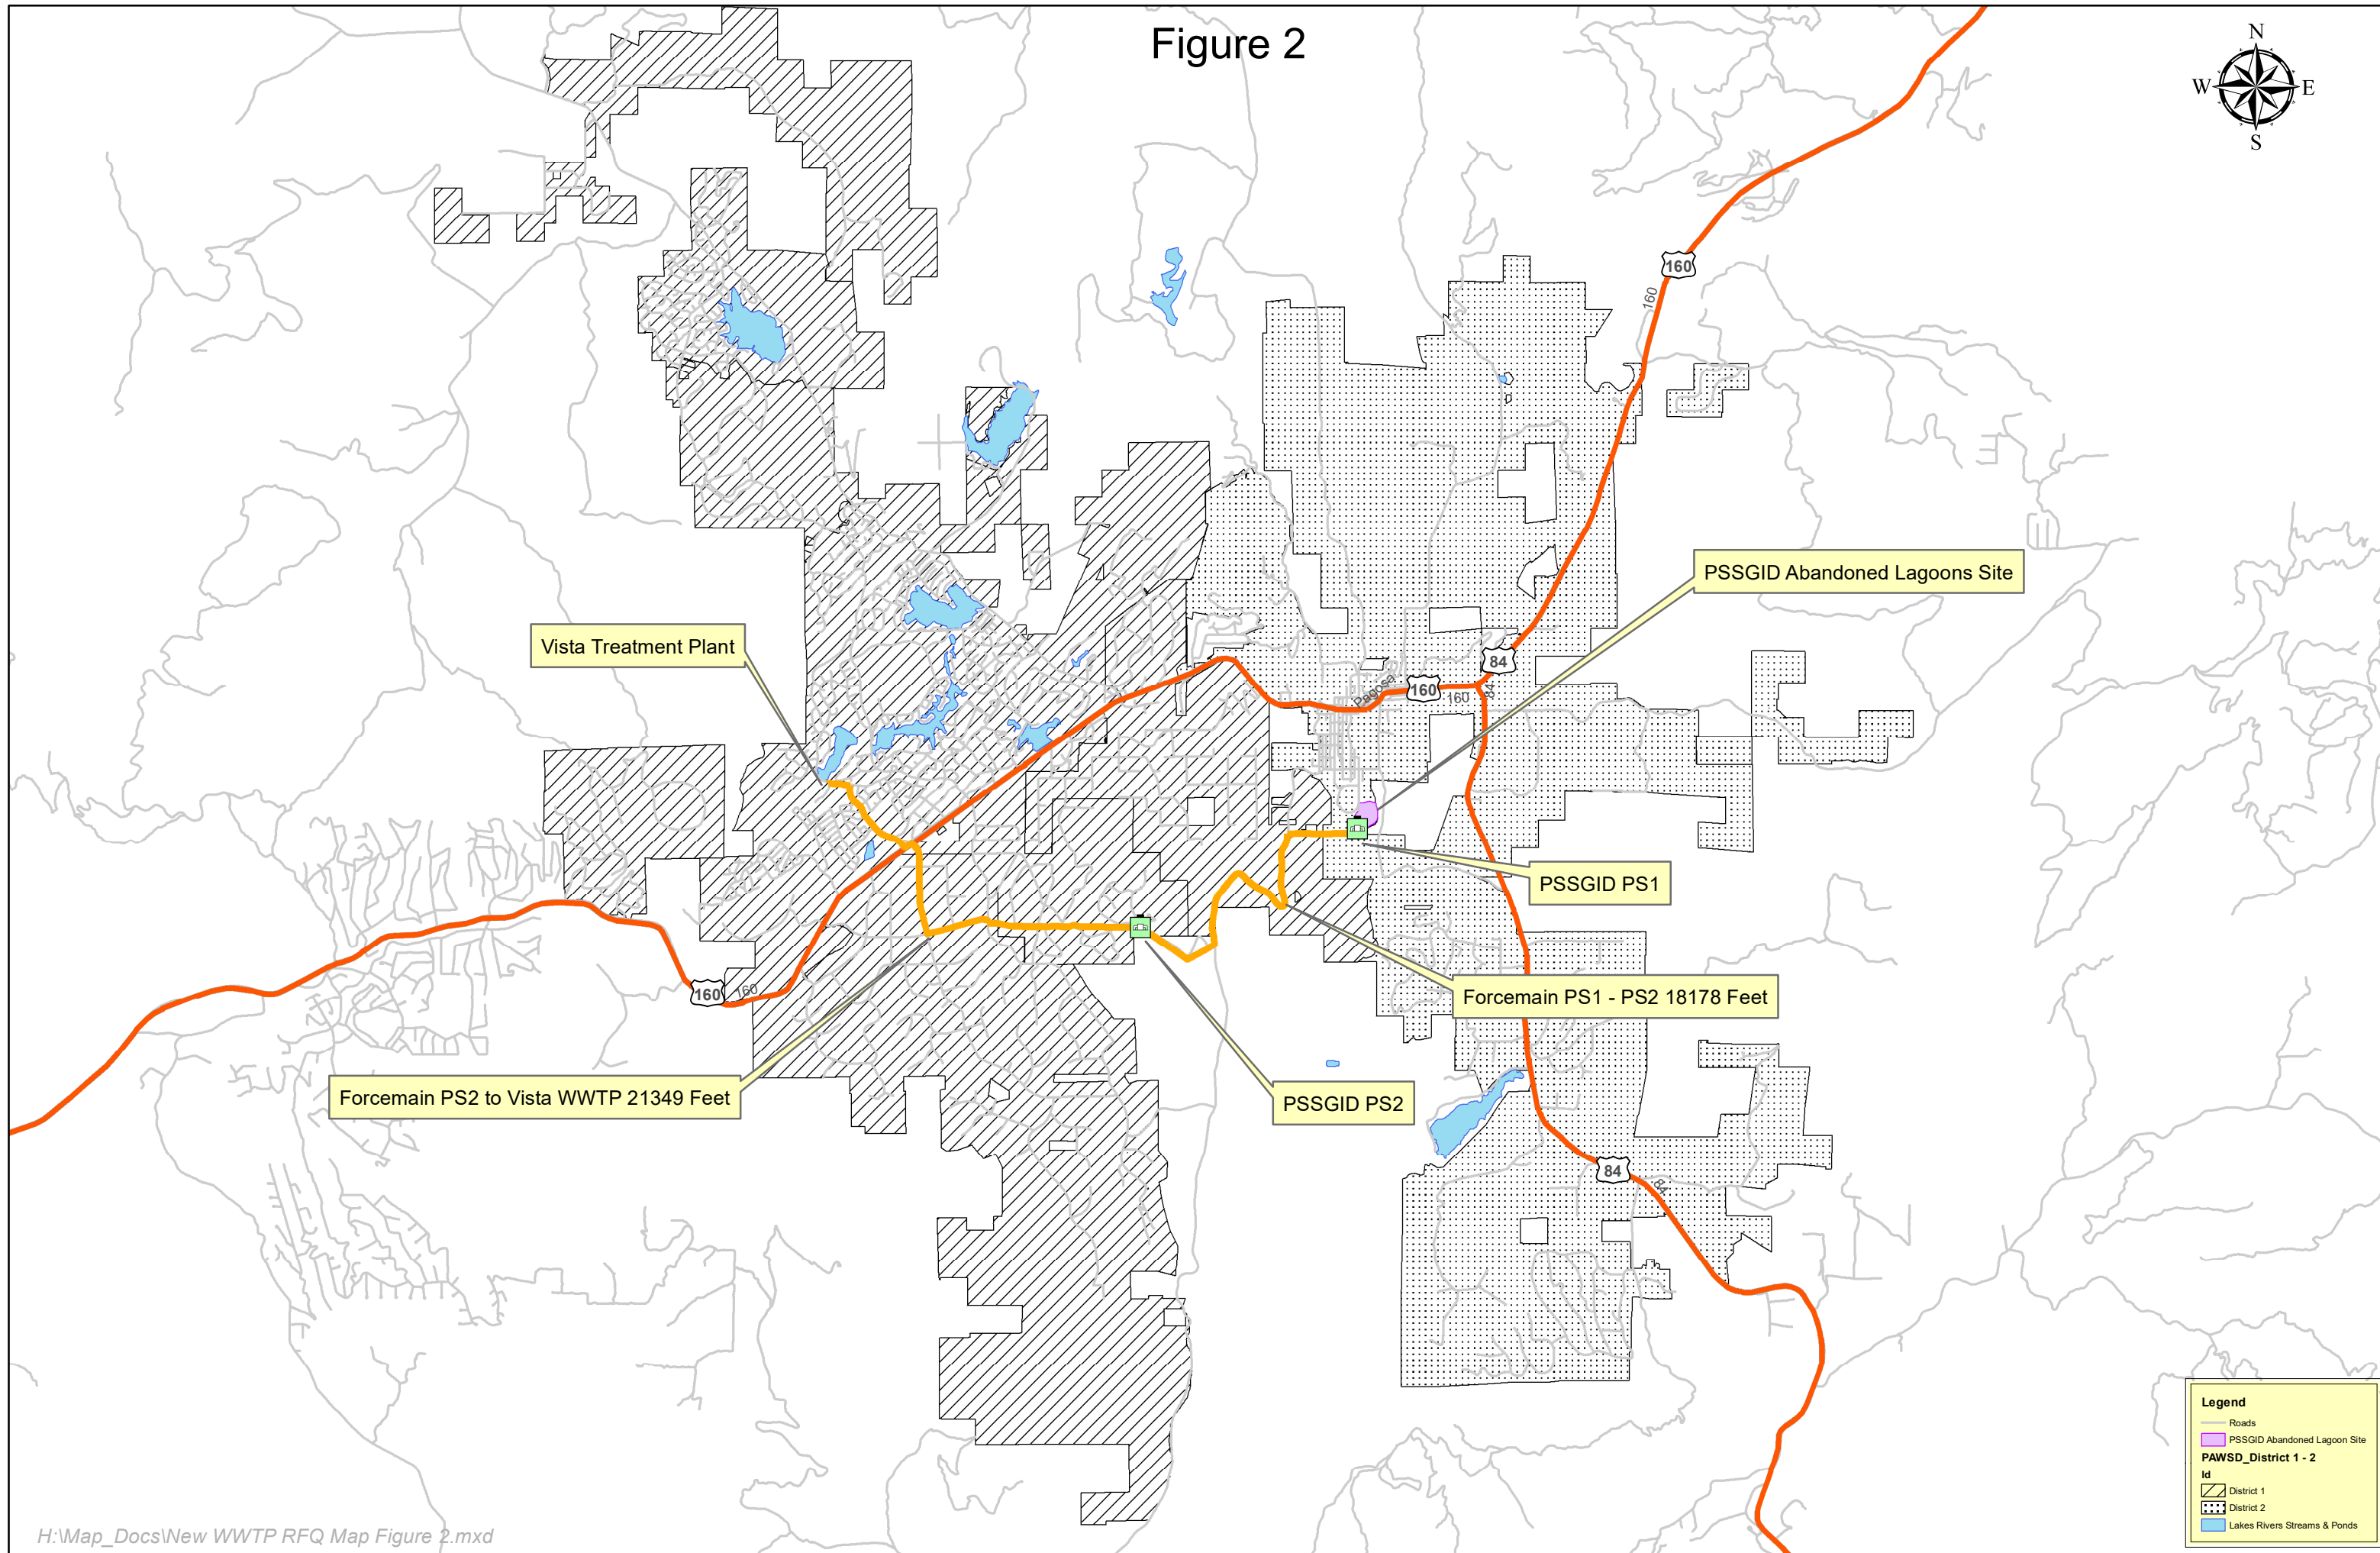 Figure 2
N
W E
S
160
160
PSSGID Abandoned Lagoons Site
Vista Treatment Plant
84
Pagosa
160
160
84
PSSGID PS1
160
160
Forcemain PS1 - PS2 18178 Feet
Forcemain PS2 to Vista WWTP 21349 Feet
PSSGID PS2
84
84
Legend
Roads
PSSGID Abandoned Lagoon Site
PAWSD_District 1 - 2
Id
District 1
District 2
Lakes Rivers Streams & Ponds
H:\Map_Docs\New WWTP RFQ Map Figure 2.mxd